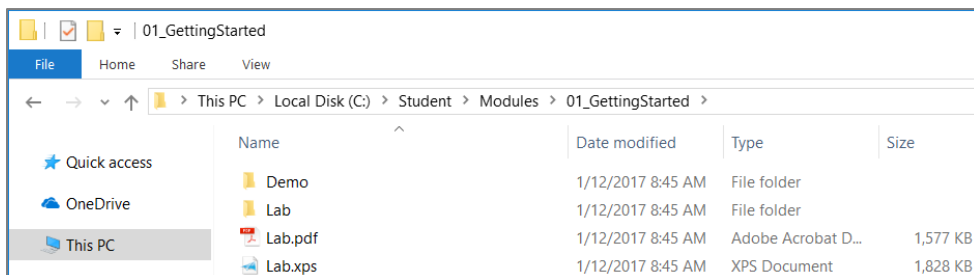 01_GettingStarted
File Home Share View
This PC > Local Disk (C:) > Student > Modules > 01_GettingStarted >
Name Date modified Type Size
Quick access
Demo 1/12/2017 8:45 AM File folder
OneDrive
Lab 1/12/2017 8:45 AM File folder
This PC
Lab.pdf 1/12/2017 8:45 AM Adobe Acrobat D... 1,577 KB
Lab.xps 1/12/2017 8:45 AM XPS Document 1,828 KB